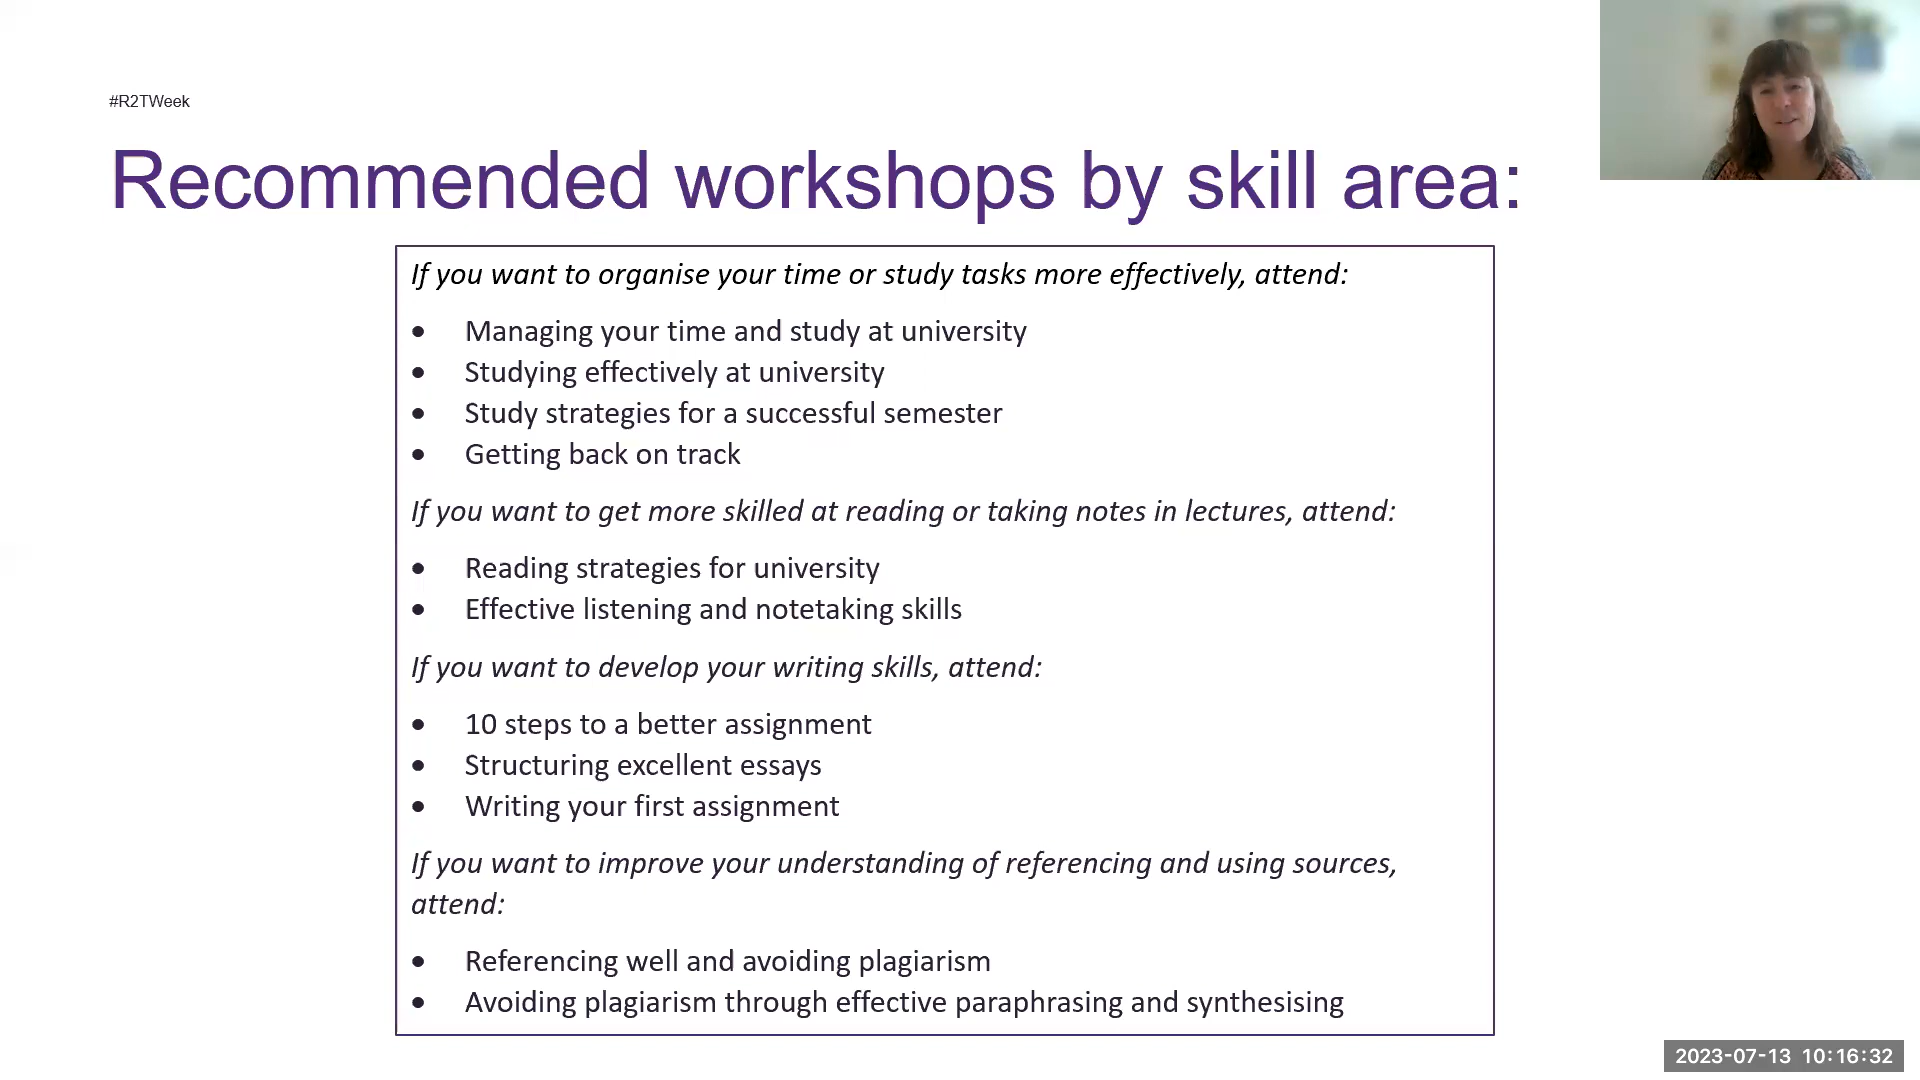 #R2TWeek
Recommended workshops by skill area:
If you want to organise your time or study tasks more effectively, attend:
• Managing your time and study at university
• Studying effectively at university
• Study strategies for a successful semester
• Getting back on track
If you want to get more skilled at reading or taking notes in lectures, attend:
• Reading strategies for university
• Effective listening and notetaking skills
If you want to develop your writing skills, attend:
• 10 steps to a better assignment
• Structuring excellent essays
• Writing your first assignment
If you want to improve your understanding of referencing and using sources,
attend:
• Referencing well and avoiding plagiarism
• Avoiding plagiarism through effective paraphrasing and synthesising
2023-07-13 10:16:32